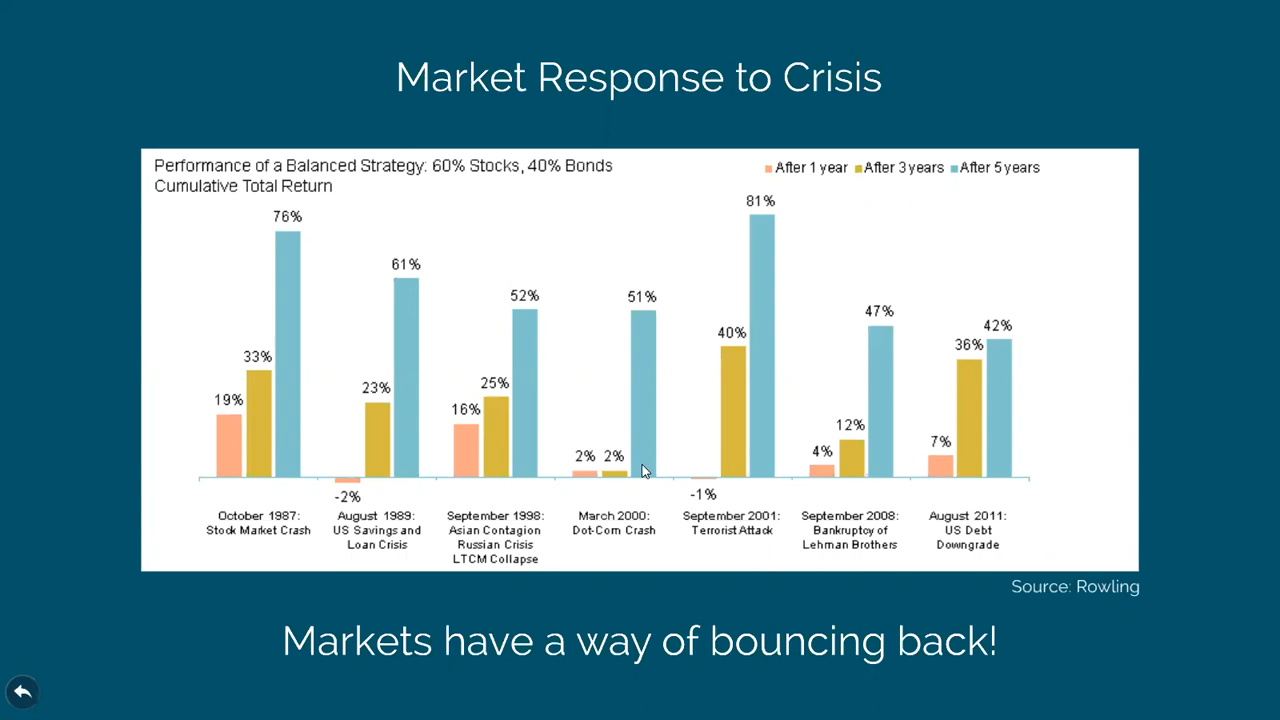 Market Response to Crisis
Performance of a Balanced Strategy: 60% Stocks, 40% Bonds
Cumulative Total Return
After 1 year After 3 years After 5 years
19% 33% 76%
-2% 23% 61%
16% 25% 52%
2% 2% 51%
-1% 40% 81%
4% 12% 47%
7% 36% 42%
October 1987:
Stock Market Crash
August 1989:
US Savings and
Loan Crisis
September 1998:
Asian Contagion
Russian Crisis
LTCM Collapse
March 2000:
Dot-Com Crash
September 2001:
Terrorist Attack
September 2008:
Bankruptcy of
Lehman Brothers
August 2011:
US Debt
Downgrade
Source: Rowling
Markets have a way of bouncing back!